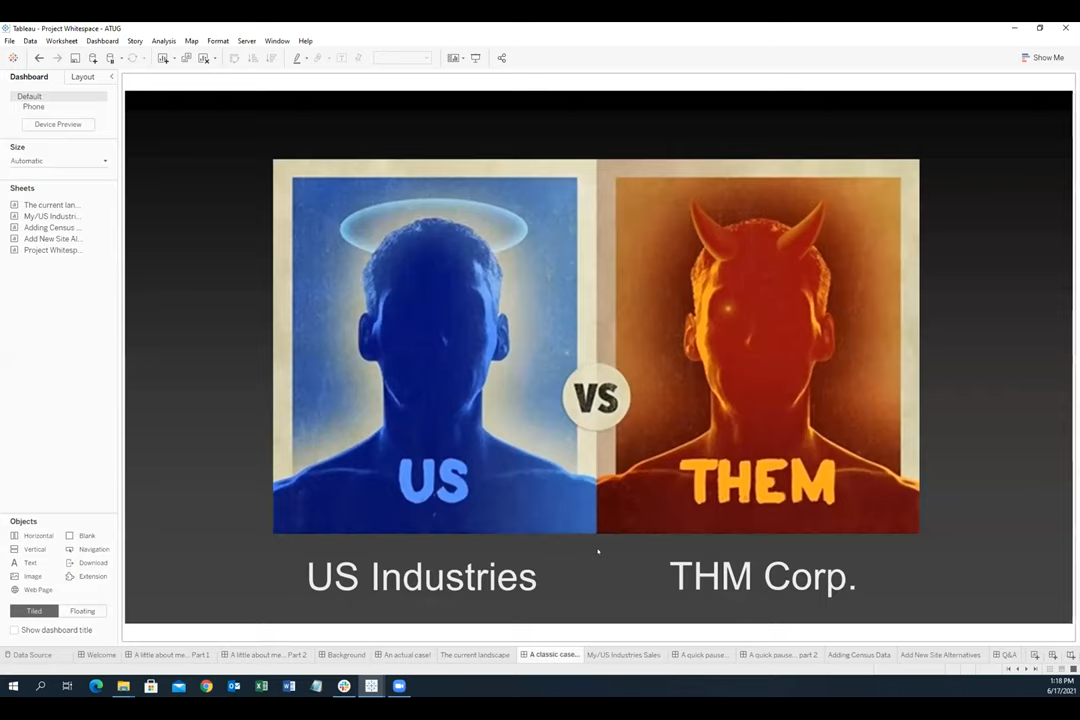 Tableau - Project Whitespace - ATUG
File Data Worksheet Dashboard Story Analysis Map Format Server Window Help
Show Me
Dashboard Layout
Default
Phone
Device Preview
Size
Automatic
Sheets
The current lan...
My/US Industri...
Adding Census ...
Add New Site Al...
Project Whitesp...
US
VS
THEM
US Industries
THM Corp.
Objects
Horizontal Blank
Vertical Navigation
A Text Download
Image Extension
Web Page
Tiled Floating
Show dashboard title
Data Source Welcome A little about me... Part 1 A little about me... Part 2 Background An actual case! The current landscape A classic case... My/US Industries Sales A quick pause... A quick pause... part 2 Adding Census Data Add New Site Alternatives Q&A
1:18 PM
6/17/2021